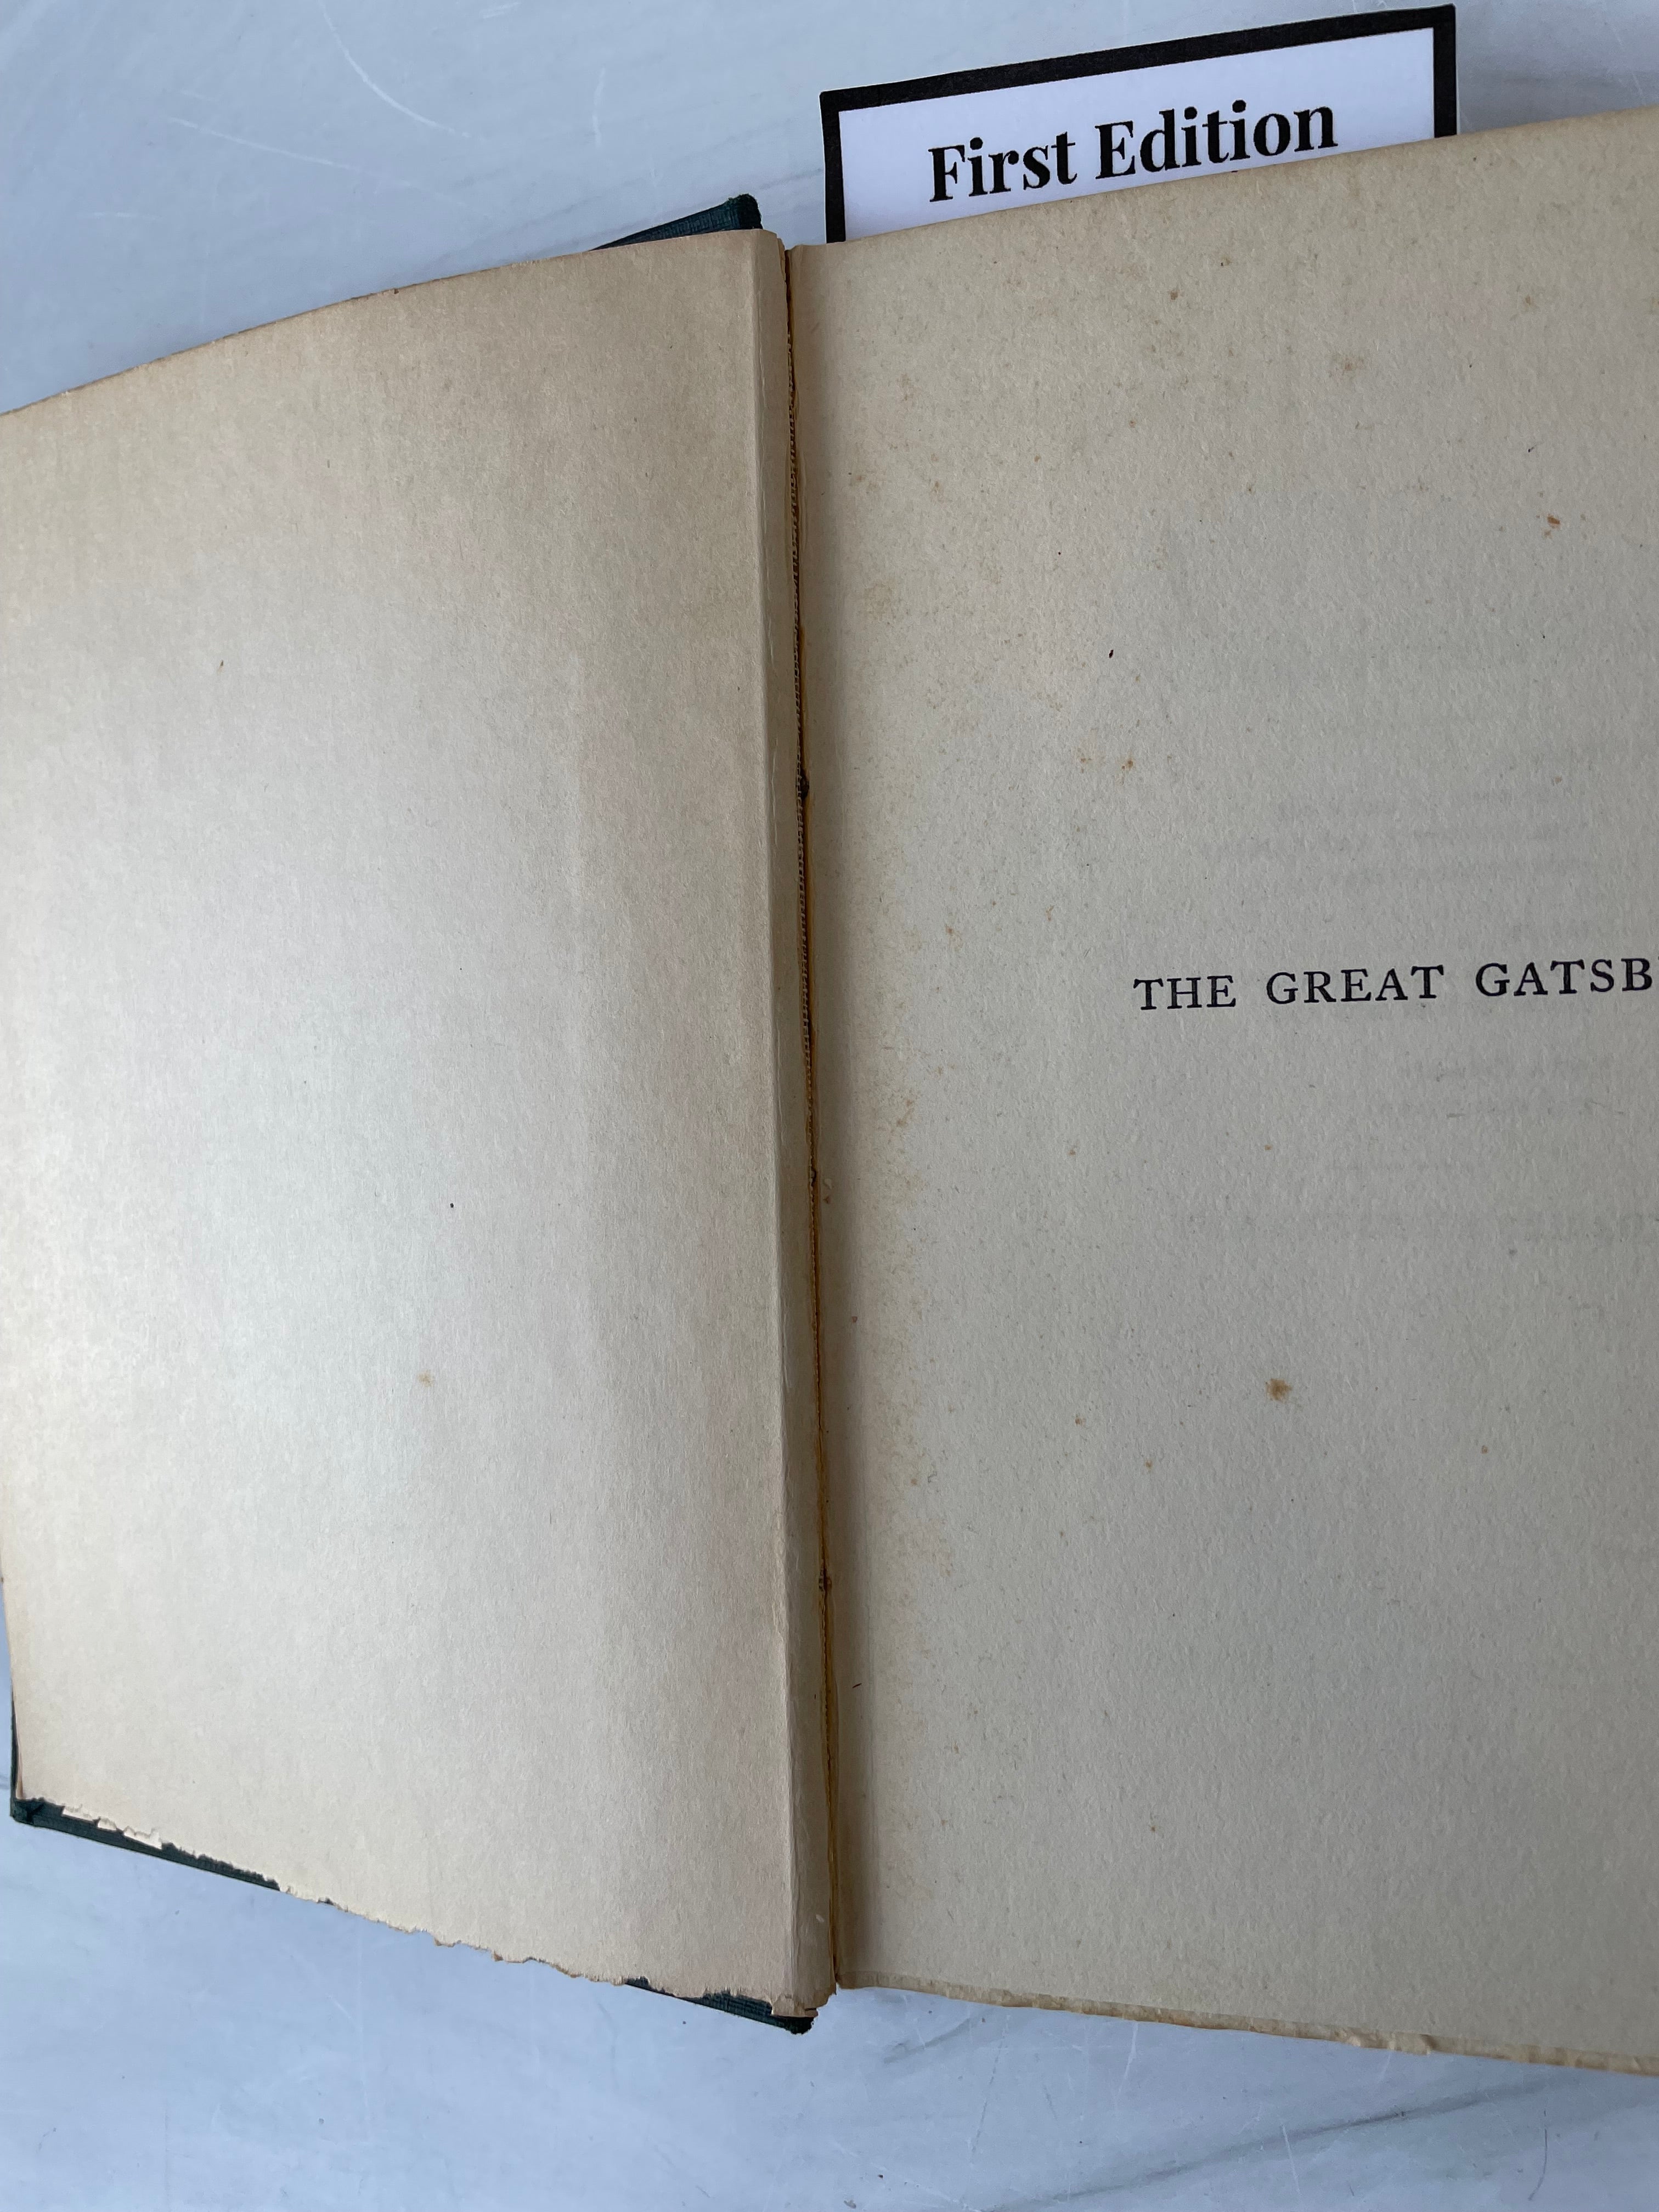 First Edition
THE GREAT GATSB